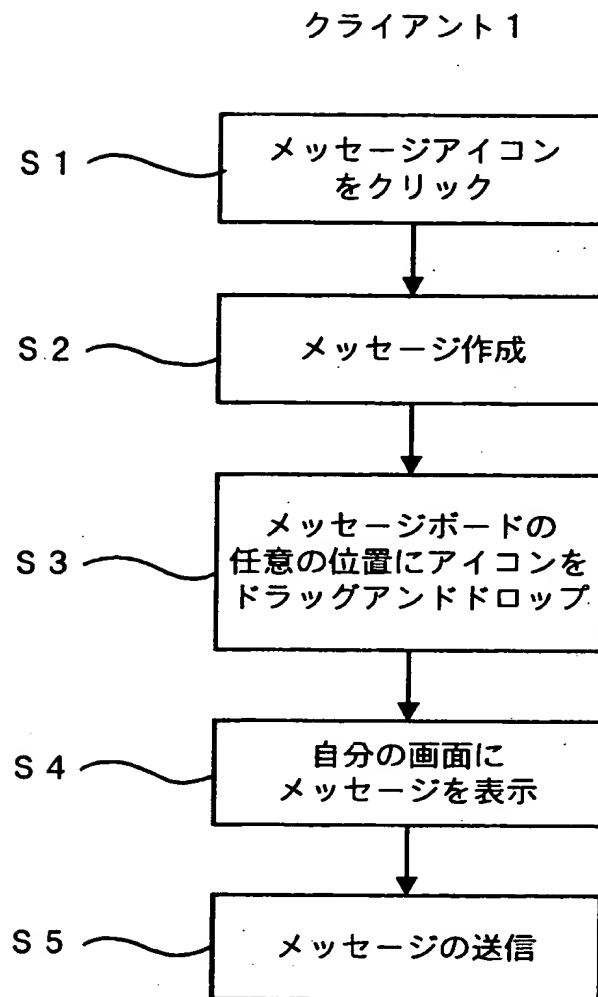 クライアント1
S1
メッセージアイコン
をクリック
S2
メッセージ作成
S3
メッセージボードの
任意の位置にアイコンを
ドラッグアンドドロップ
S4
自分の画面に
メッセージを表示
S5
メッセージの送信